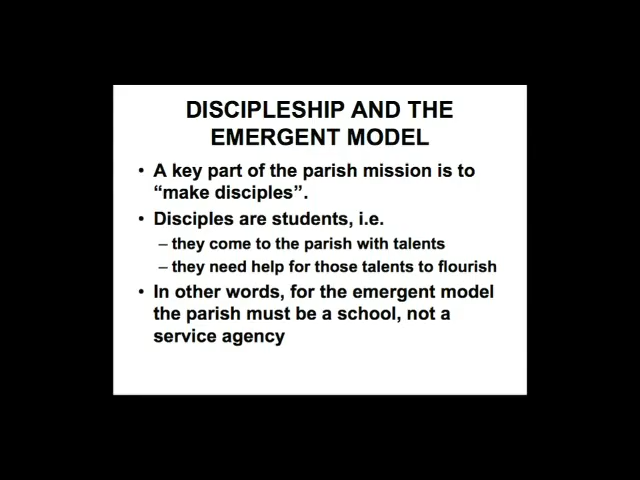 DISCIPLESHIP AND THE
EMERGENT MODEL
• A key part of the parish mission is to
“make disciples”.
• Disciples are students, i.e.
– they come to the parish with talents
– they need help for those talents to flourish
• In other words, for the emergent model
the parish must be a school, not a
service agency